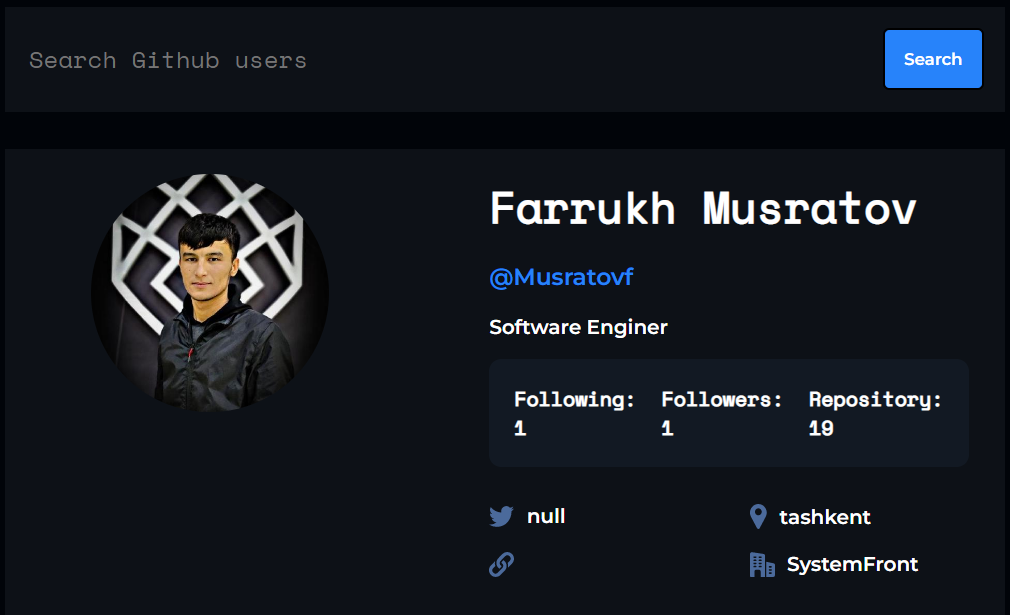 Search Github users
Search
Farrukh Musratov
@Musratovf
Software Enginer
Following: Followers: Repository:
1 1 19
null
tashkent
SystemFront